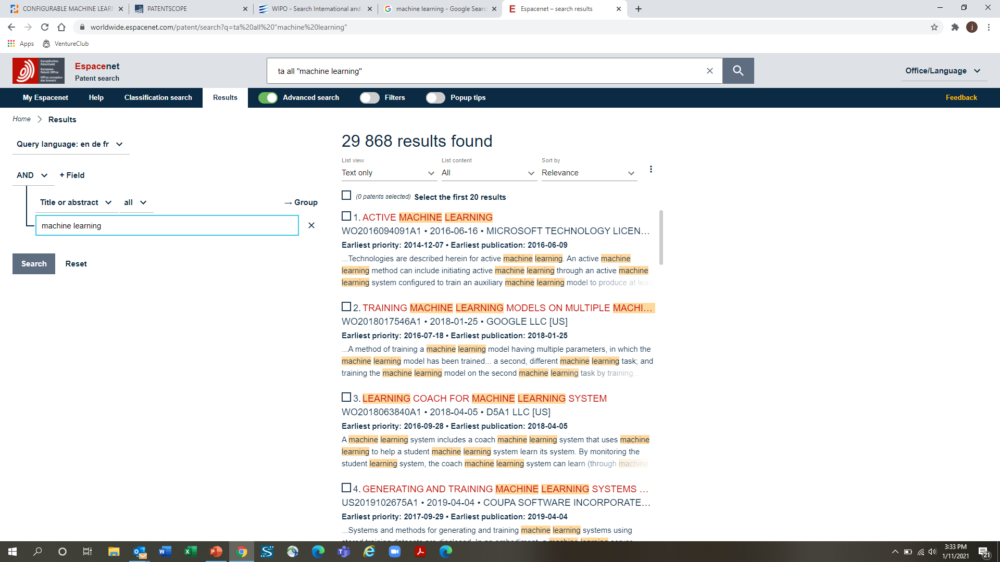 CONFIGURABLE MACHINE LEAR
PATENTSCOPE
WIPO - Search International and
machine learning - Google Search
Espacenet – search results
worldwide.espacenet.com/patent/search?q=ta%20all%20"machine%20learning"
j
Apps
VentureClub
Europäisches
Patentamt
European
Patent Office
Office européen
des brevets
Espacenet
Patent search
ta all "machine learning"
Office/Language
My Espacenet
Help
Classification search
Results
Advanced search
Filters
Popup tips
Feedback
Home > Results
Query language: en de fr
AND
+ Field
Title or abstract
all
→ Group
machine learning
Search
Reset
29 868 results found
List view
List content
Sort by
Text only
All
Relevance
(0 patents selected) Select the first 20 results
1. ACTIVE MACHINE LEARNING
WO2016094091A1 • 2016-06-16 • MICROSOFT TECHNOLOGY LICEN...
Earliest priority: 2014-12-07 • Earliest publication: 2016-06-09
...Technologies are described herein for active machine learning. An active machine
learning method can include initiating active machine learning through an active machine
learning system configured to train an auxiliary machine learning model to produce at leas
2. TRAINING MACHINE LEARNING MODELS ON MULTIPLE MACHI...
WO2018017546A1 • 2018-01-25 • GOOGLE LLC [US]
Earliest priority: 2016-07-18 • Earliest publication: 2018-01-25
...A method of training a machine learning model having multiple parameters, in which the
machine learning model has been trained... a second, different machine learning task; and
training the machine learning model on the second machine learning task by training...
3. LEARNING COACH FOR MACHINE LEARNING SYSTEM
WO2018063840A1 • 2018-04-05 • D5A1 LLC [US]
Earliest priority: 2016-09-28 • Earliest publication: 2018-04-05
A machine learning system includes a coach machine learning system that uses machine
learning to help a student machine learning system learn its system. By monitoring the
student learning system, the coach machine learning system can learn (through machine
4. GENERATING AND TRAINING MACHINE LEARNING SYSTEMS ...
US2019102675A1 • 2019-04-04 • COUPA SOFTWARE INCORPORATE...
Earliest priority: 2017-09-29 • Earliest publication: 2019-04-04
...Systems and methods for generating and training machine learning systems using
3:33 PM
1/11/2021
21